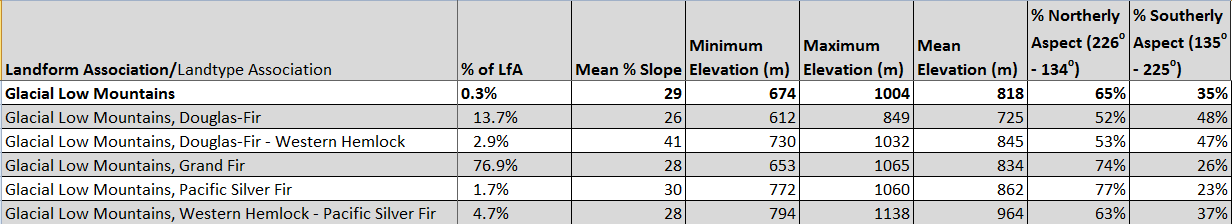 Landform Association/Landtype Association | % of LfA | Mean % Slope | Minimum Elevation (m) | Maximum Elevation (m) | Mean Elevation (m) | % Northerly Aspect (226° - 134°) | % Southerly Aspect (135° - 225°)
Glacial Low Mountains | 0.3% | 29 | 674 | 1004 | 818 | 65% | 35%
Glacial Low Mountains, Douglas-Fir | 13.7% | 26 | 612 | 849 | 725 | 52% | 48%
Glacial Low Mountains, Douglas-Fir - Western Hemlock | 2.9% | 41 | 730 | 1032 | 845 | 53% | 47%
Glacial Low Mountains, Grand Fir | 76.9% | 28 | 653 | 1065 | 834 | 74% | 26%
Glacial Low Mountains, Pacific Silver Fir | 1.7% | 30 | 772 | 1060 | 862 | 77% | 23%
Glacial Low Mountains, Western Hemlock - Pacific Silver Fir | 4.7% | 28 | 794 | 1138 | 964 | 63% | 37%